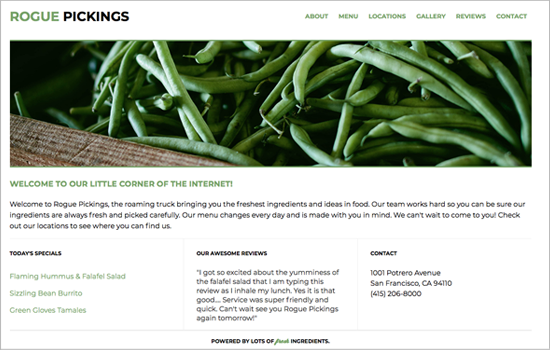 ROGUE PICKINGS
ABOUT MENU LOCATIONS GALLERY REVIEWS CONTACT
WELCOME TO OUR LITTLE CORNER OF THE INTERNET!
Welcome to Rogue Pickings, the roaming truck bringing you the freshest ingredients and ideas in food. Our team works hard so you can be sure our
ingredients are always fresh and picked carefully. Our menu changes every day and is made with you in mind. We can't wait to come to you! Check
out our locations to see where you can find us.
TODAY'S SPECIALS
Flaming Hummus & Falafel Salad
Sizzling Bean Burrito
Green Gloves Tamales
OUR AWESOME REVIEWS
"I got so excited about the yumminess of
the falafel salad that I am typing this
review as I inhale my lunch. Yes it is that
good.... Service was super friendly and
quick. Can't wait see you Rogue Pickings
again tomorrow!"
CONTACT
1001 Potrero Avenue
San Francisco, CA 94110
(415) 206-8000
POWERED BY LOTS OF fresh INGREDIENTS.